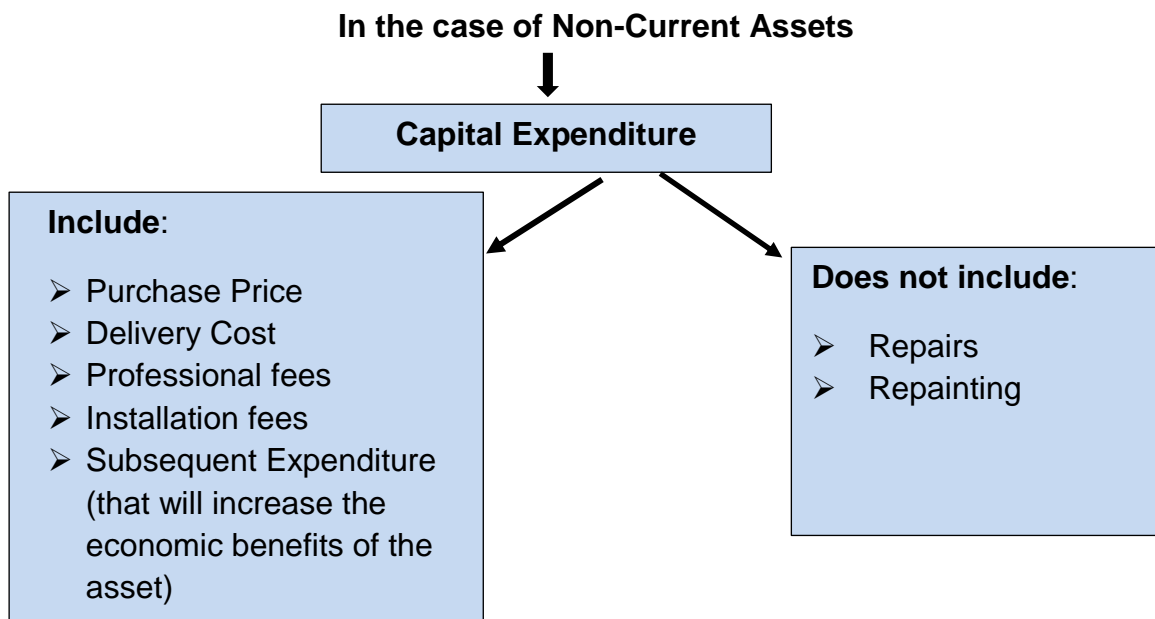 In the case of Non-Current Assets
Capital Expenditure
Include:
➢ Purchase Price
➢ Delivery Cost
➢ Professional fees
➢ Installation fees
➢ Subsequent Expenditure
(that will increase the
economic benefits of the
asset)
Does not include:
➢ Repairs
➢ Repainting